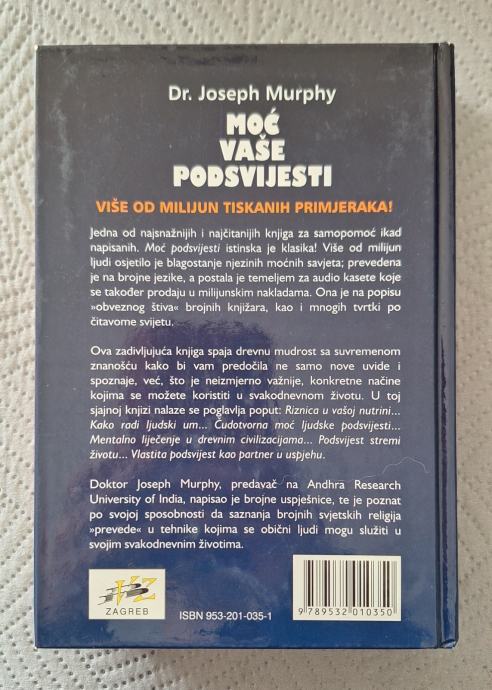 Dr. Joseph Murphy
MOĆ
VAŠE
PODSVIJESTI
VIŠE OD MILIJUN TISKANIH PRIMJERAKA!
Jedna od najsnažnijih i najčitanijih knjiga za samopomoć ikad
napisanih. Moć podsvijesti istinska je klasika! Više od milijun
ljudi osjetilo je blagostanje njezinih moćnih savjeta; prevedena
je na brojne jezike, a postala je temeljem za audio kasete koje
se također prodaju u milijunskim nakladama. Ona je na popisu
»obveznog štiva« brojnih knjižara, kao i mnogih tvrtki po
čitavome svijetu.
Ova zadivljujuća knjiga spaja drevnu mudrost sa suvremenom
znanošću kako bi vam predočila ne samo nove uvide i
spoznaje, već, što je neizmjerno važnije, konkretne načine
kojima se možete koristiti u svakodnevnom životu. U toj
sjajnoj knjizi nalaze se poglavlja poput: Riznica u vašoj nutrini...
Kako radi ljudski um... Čudotvorna moć ljudske podsvijesti...
Mentalno liječenje u drevnim civilizacijama... Podsvijest stremi
životu... Vlastita podsvijest kao partner u uspjehu.
Doktor Joseph Murphy, predavač na Andhra Research
University of India, napisao je brojne uspješnice, te je poznat
po svojoj sposobnosti da saznanja brojnih svjetskih religija
»prevede« u tehnike kojima se obični ljudi mogu služiti u
svojim svakodnevnim životima.
VZ
ZAGREB
ISBN 953-201-035-1
9 789532 010350